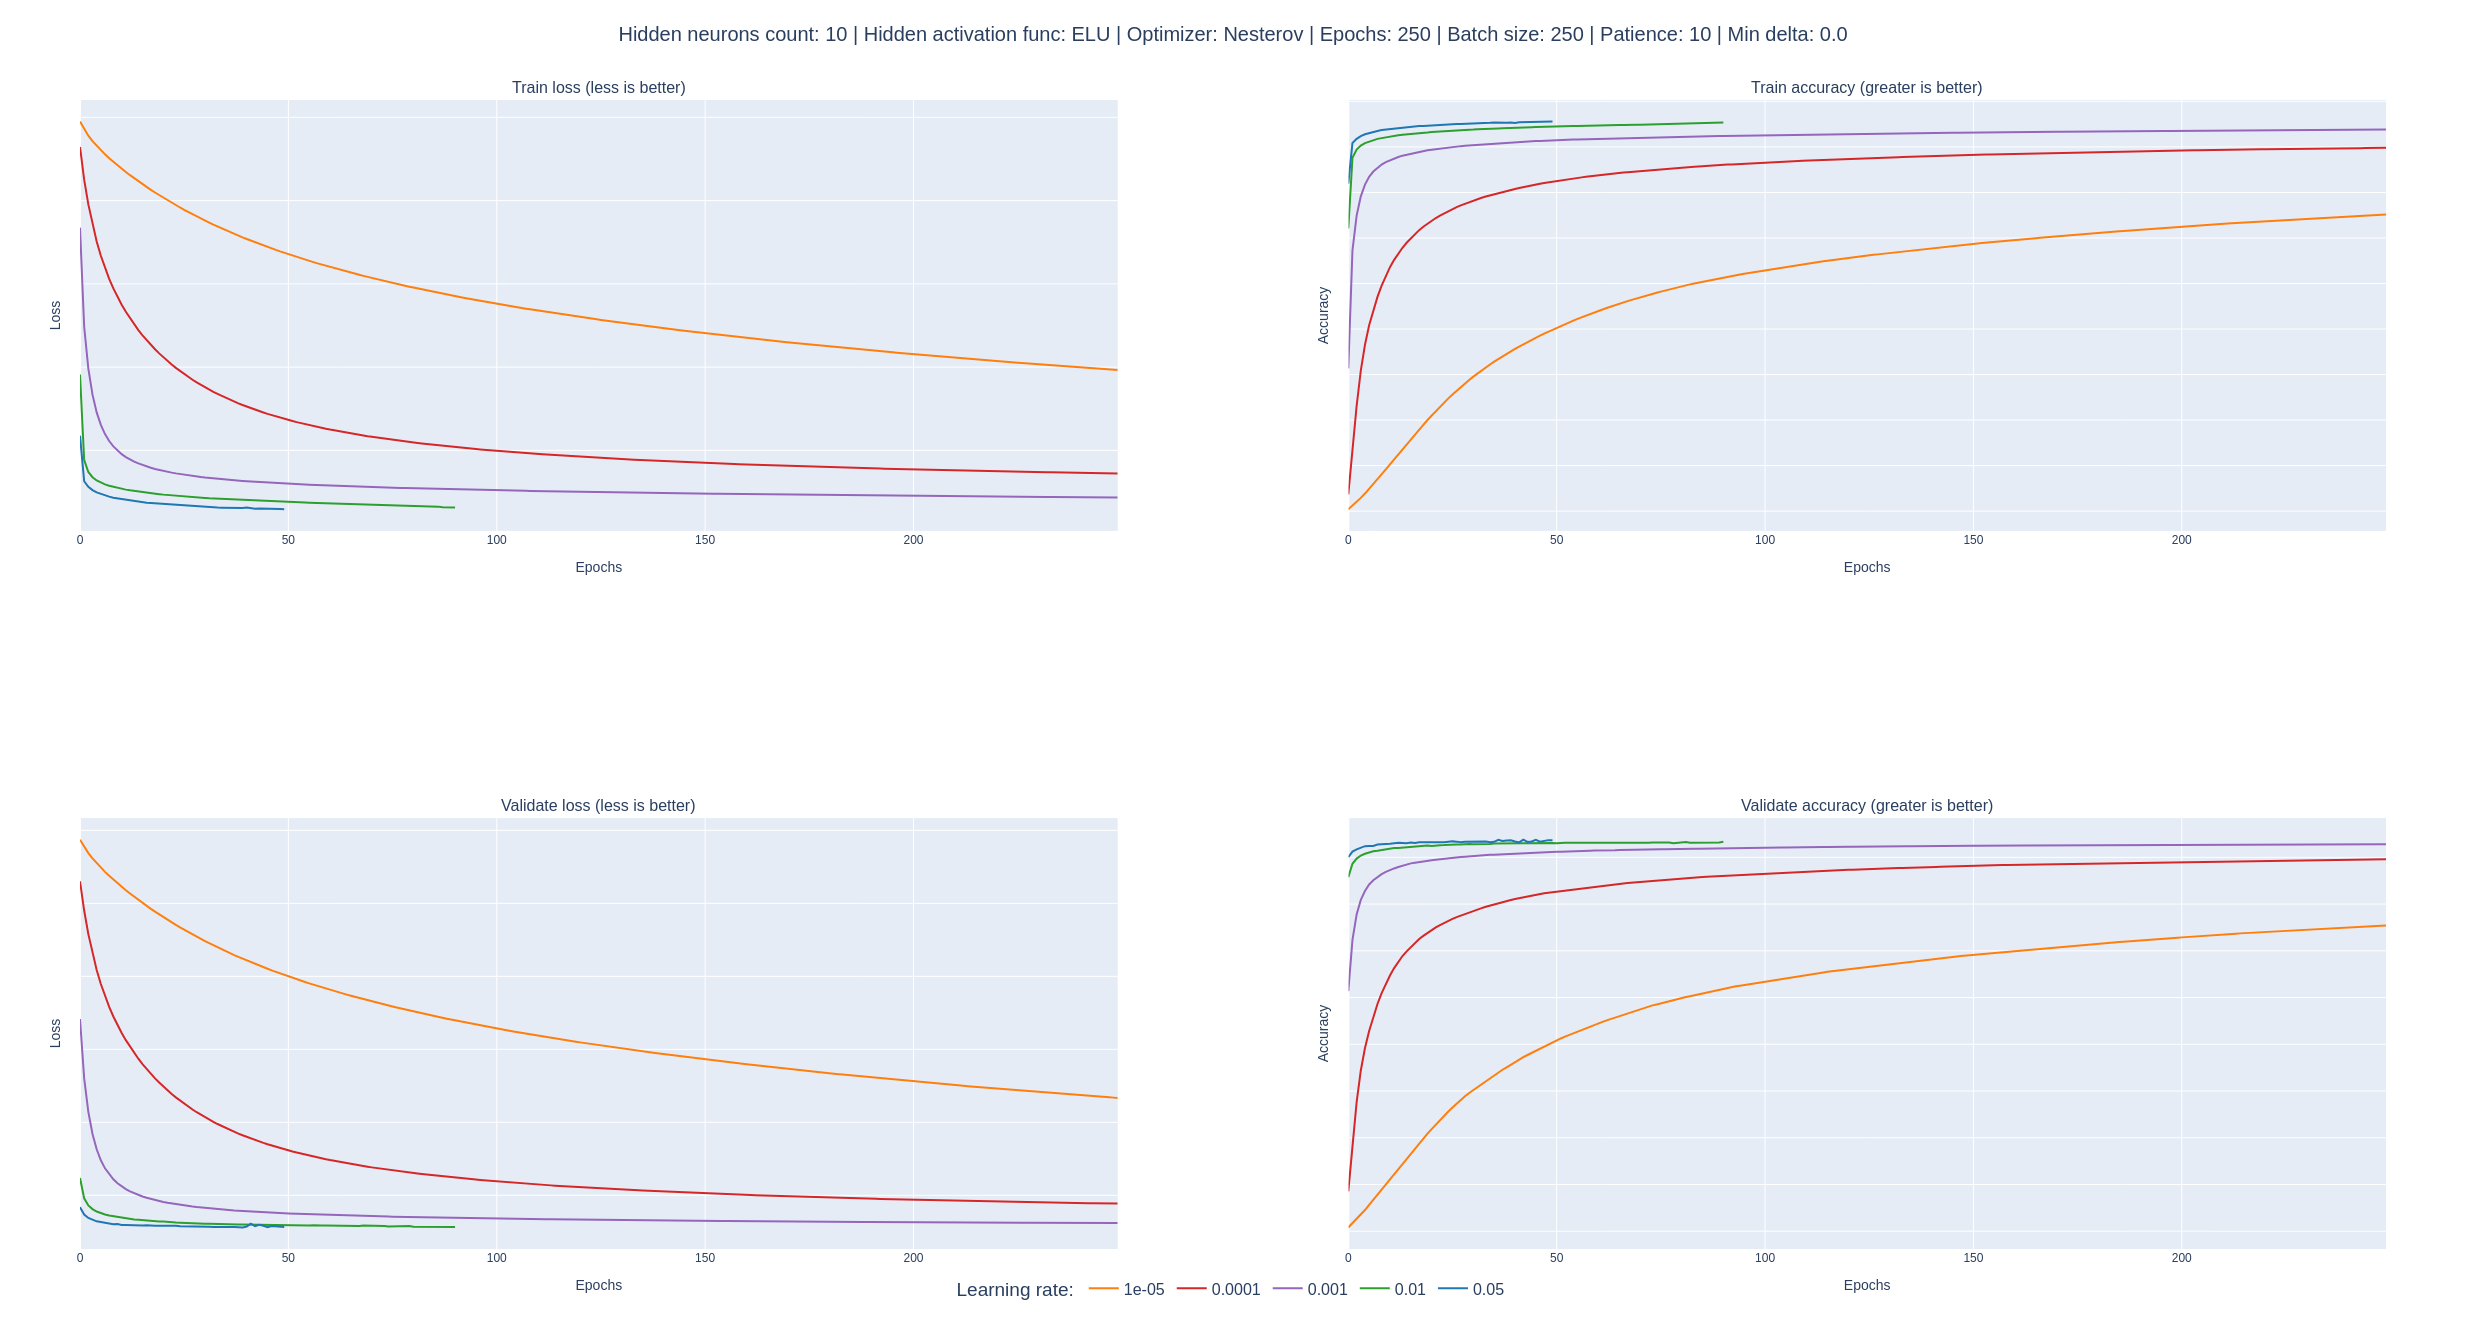 Hidden neurons count: 10 | Hidden activation func: ELU | Optimizer: Nesterov | Epochs: 250 | Batch size: 250 | Patience: 10 | Min delta: 0.0
Train loss (less is better)
Loss
0 50 100 150 200
Epochs
Train accuracy (greater is better)
Accuracy
0 50 100 150 200
Epochs
Validate loss (less is better)
Loss
0 50 100 150 200
Epochs
Validate accuracy (greater is better)
Accuracy
0 50 100 150 200
Epochs
Learning rate: 1e-05 0.0001 0.001 0.01 0.05